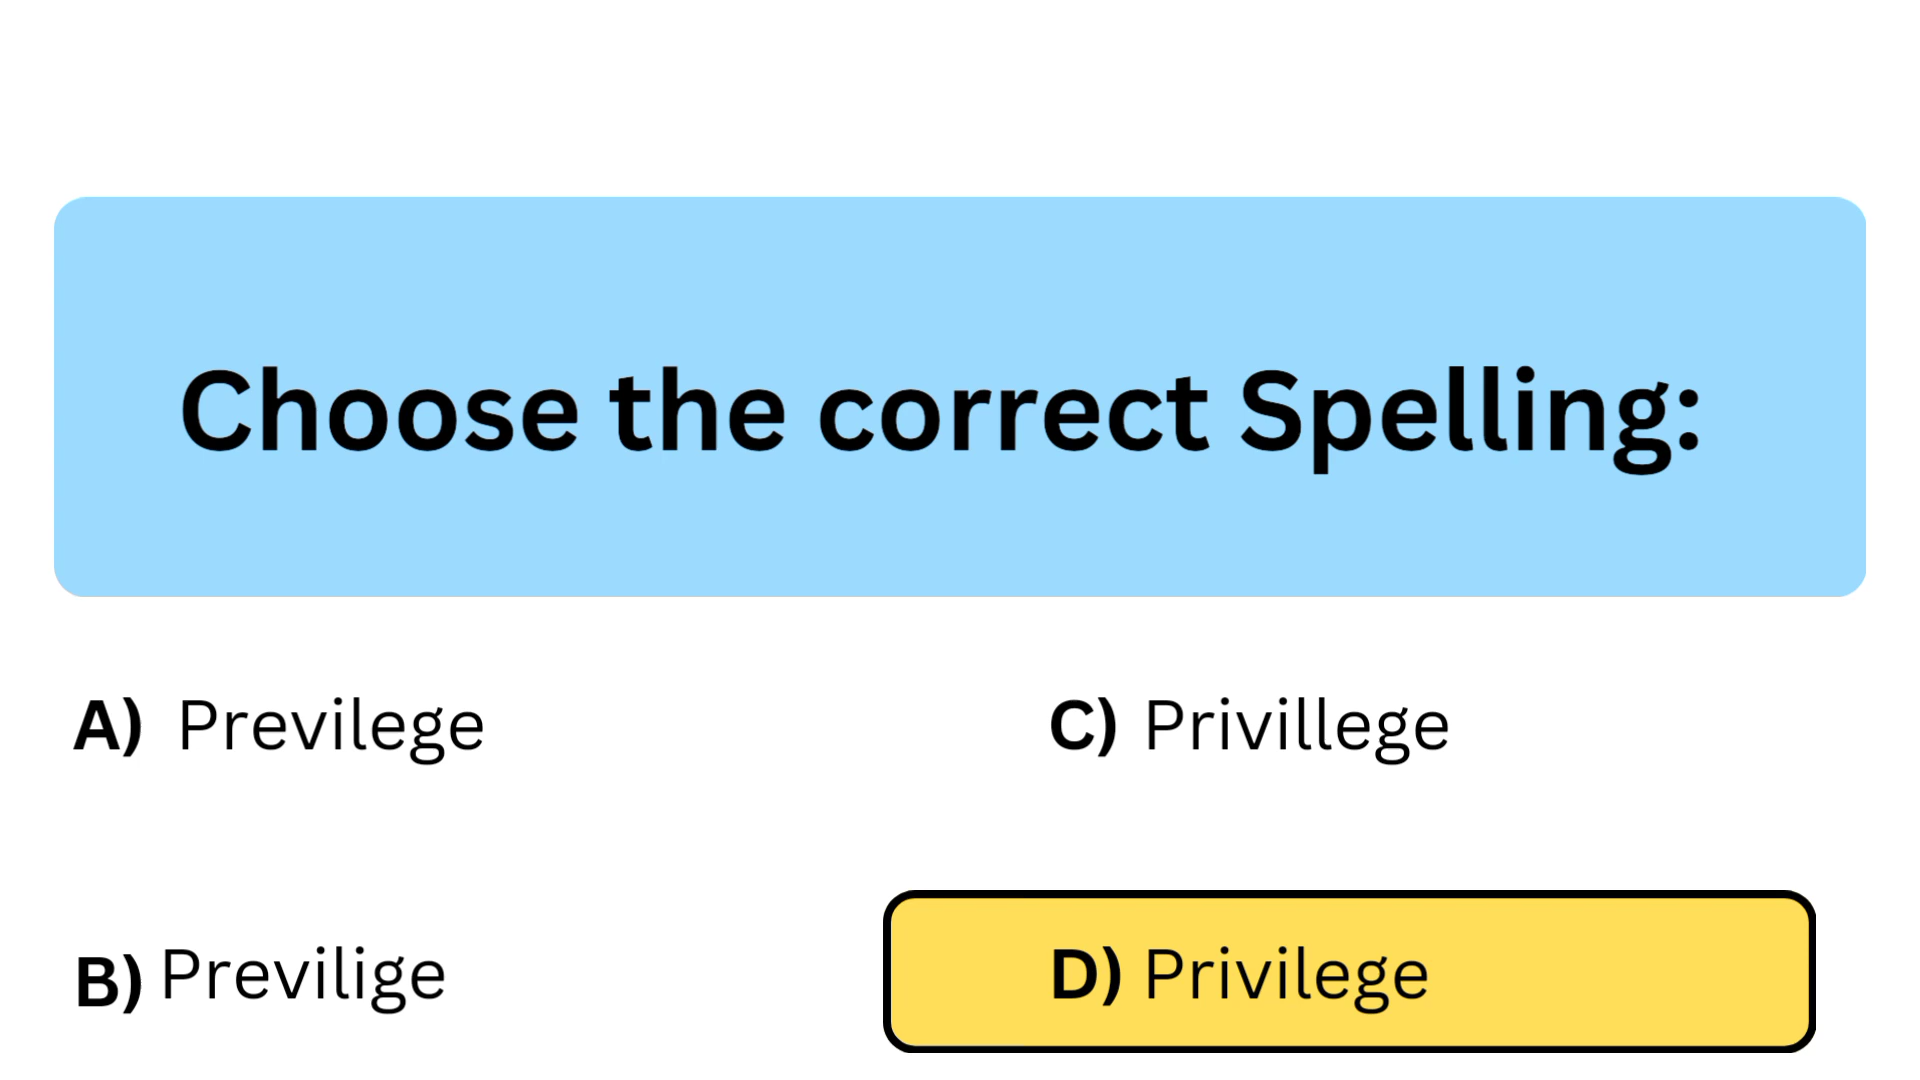 Choose the correct Spelling:
A) Previlege
C) Privillege
B) Previlige
D) Privilege